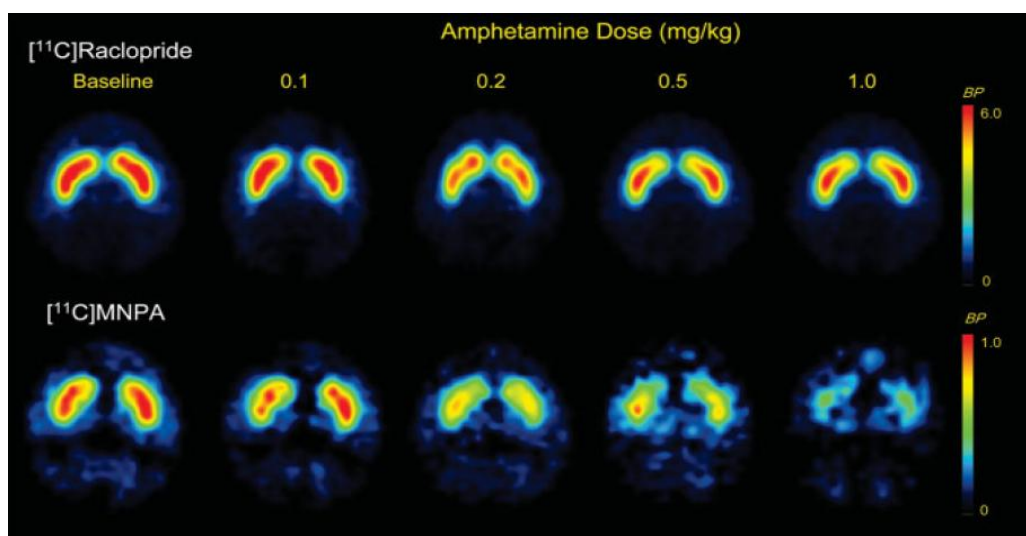 Amphetamine Dose (mg/kg)
[¹¹C]Raclopride
Baseline 0.1 0.2 0.5 1.0
BP
6.0
0
[¹¹C]MNPA
BP
1.0
0